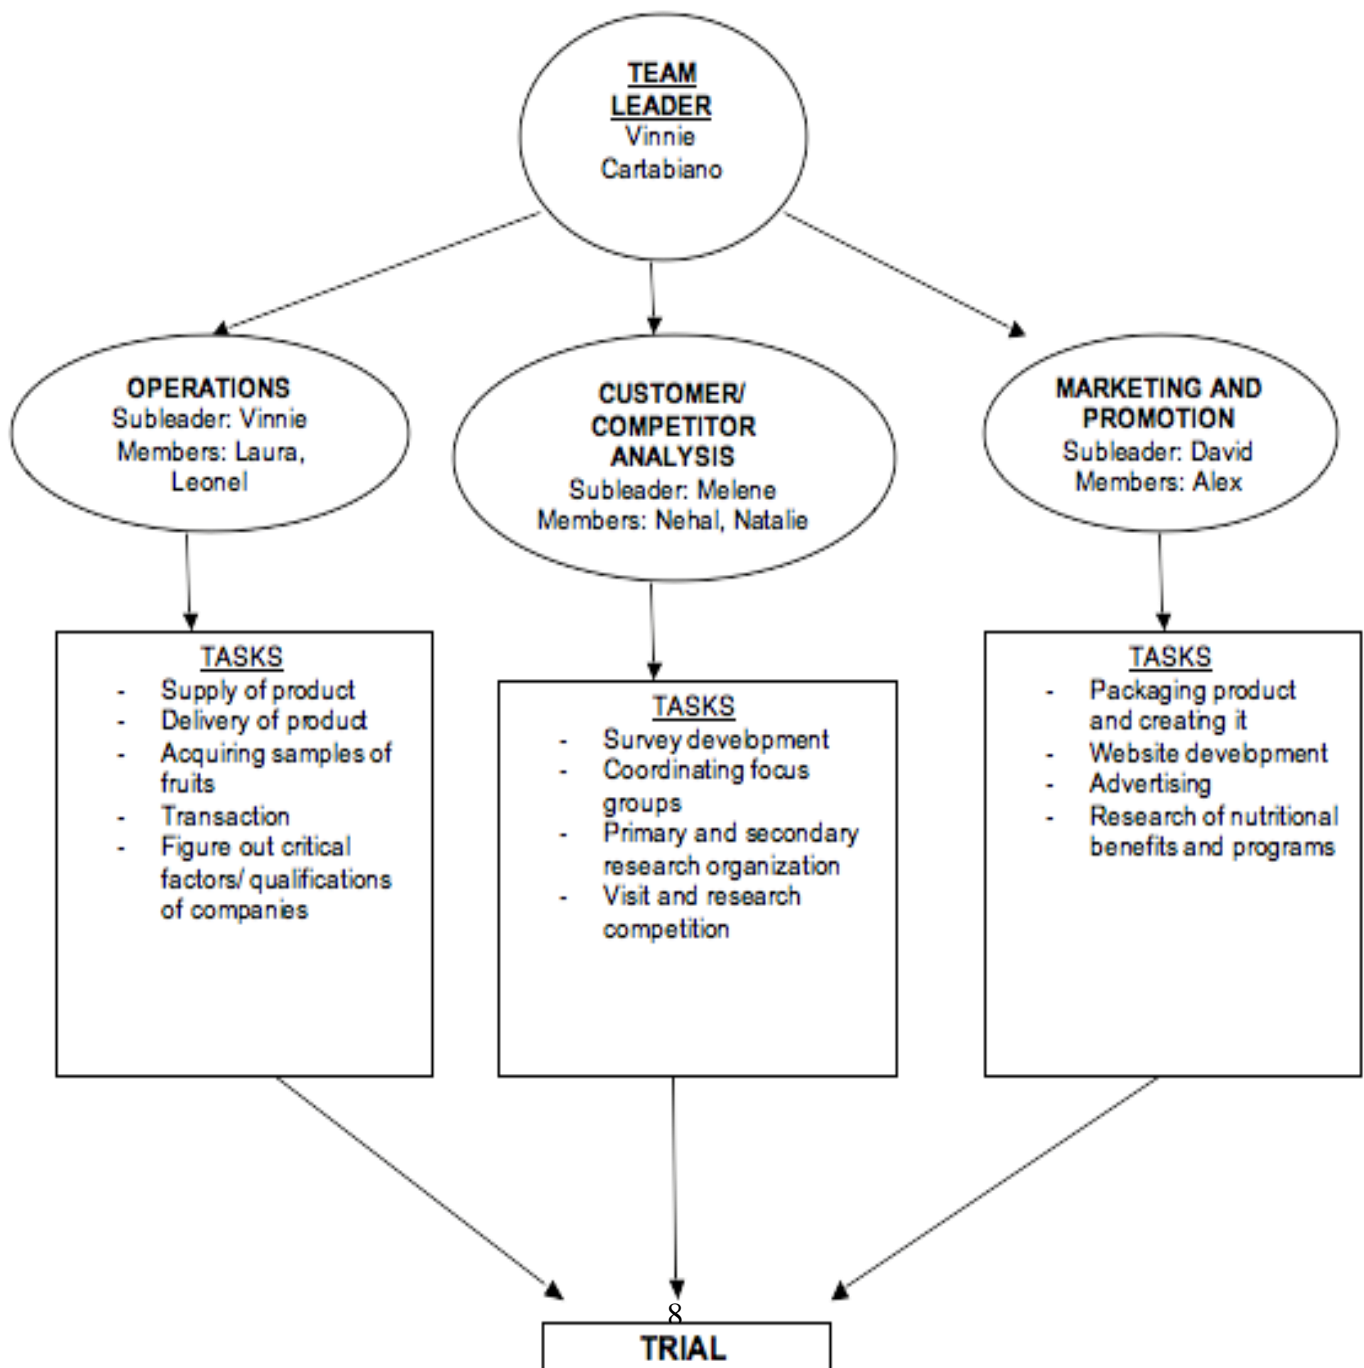 TEAM
LEADER
Vinnie
Cartabiano
OPERATIONS
Subleader: Vinnie
Members: Laura,
Leonel
CUSTOMER/
COMPETITOR
ANALYSIS
Subleader: Melene
Members: Nehal, Natalie
MARKETING AND
PROMOTION
Subleader: David
Members: Alex
TASKS
- Supply of product
- Delivery of product
- Acquiring samples of
fruits
- Transaction
- Figure out critical
factors/ qualifications
of companies
TASKS
- Survey development
- Coordinating focus
groups
- Primary and secondary
research organization
- Visit and research
competition
TASKS
- Packaging product
and creating it
- Website development
- Advertising
- Research of nutritional
benefits and programs
8
TRIAL